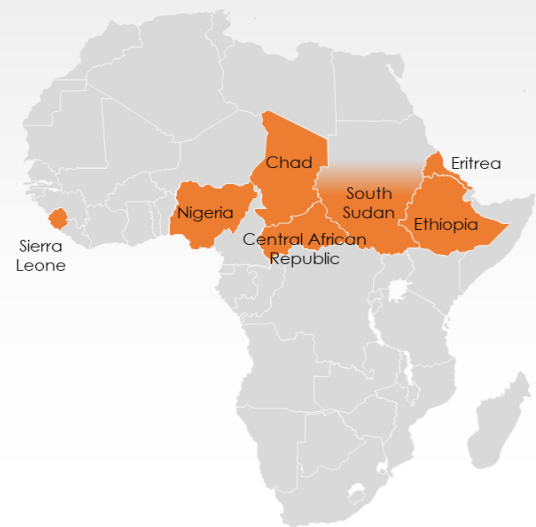 Chad
Eritrea
South
Sudan
Nigeria
Ethiopia
Sierra
Leone
Central African
Republic